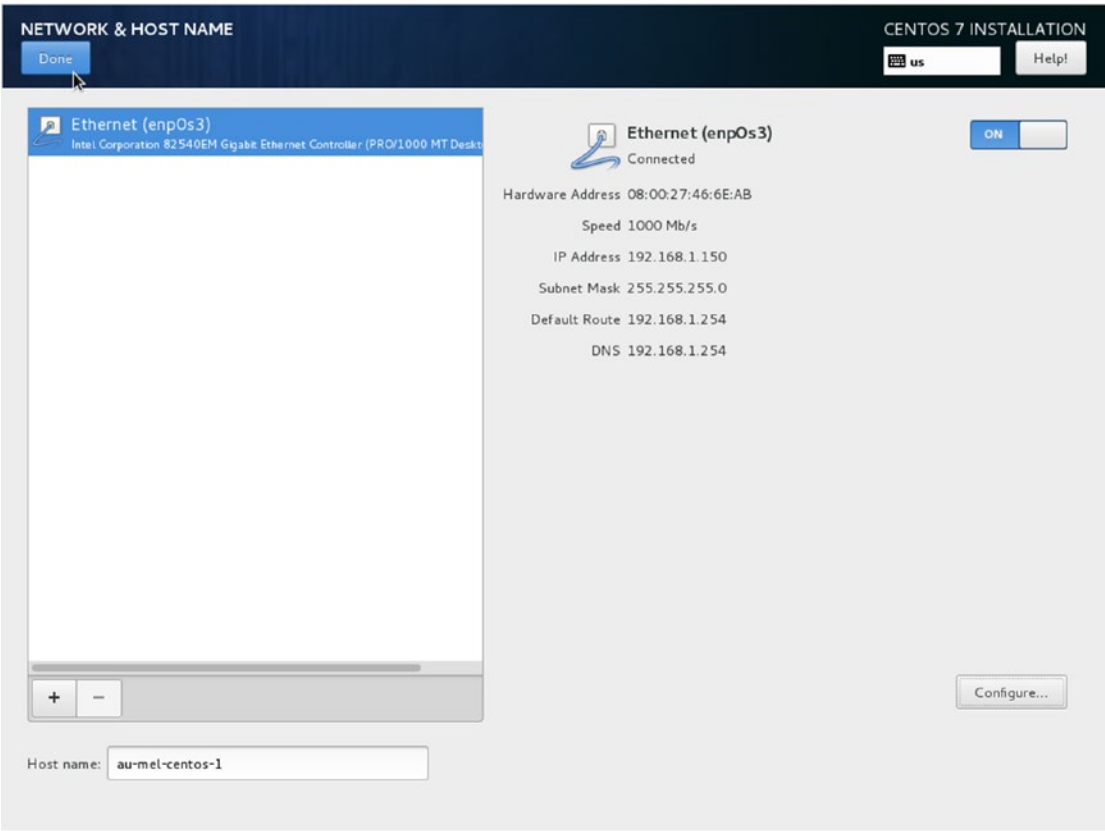 NETWORK & HOST NAME
CENTOS 7 INSTALLATION
Done
us
Help!
Ethernet (enp0s3)
Intel Corporation 82540EM Gigabit Ethernet Controller (PRO/1000 MT Deskt
Ethernet (enp0s3)
ON
Connected
Hardware Address 08:00:27:46:6E:AB
Speed 1000 Mb/s
IP Address 192.168.1.150
Subnet Mask 255.255.255.0
Default Route 192.168.1.254
DNS 192.168.1.254
+ −
Configure...
Host name: au-mel-centos-1